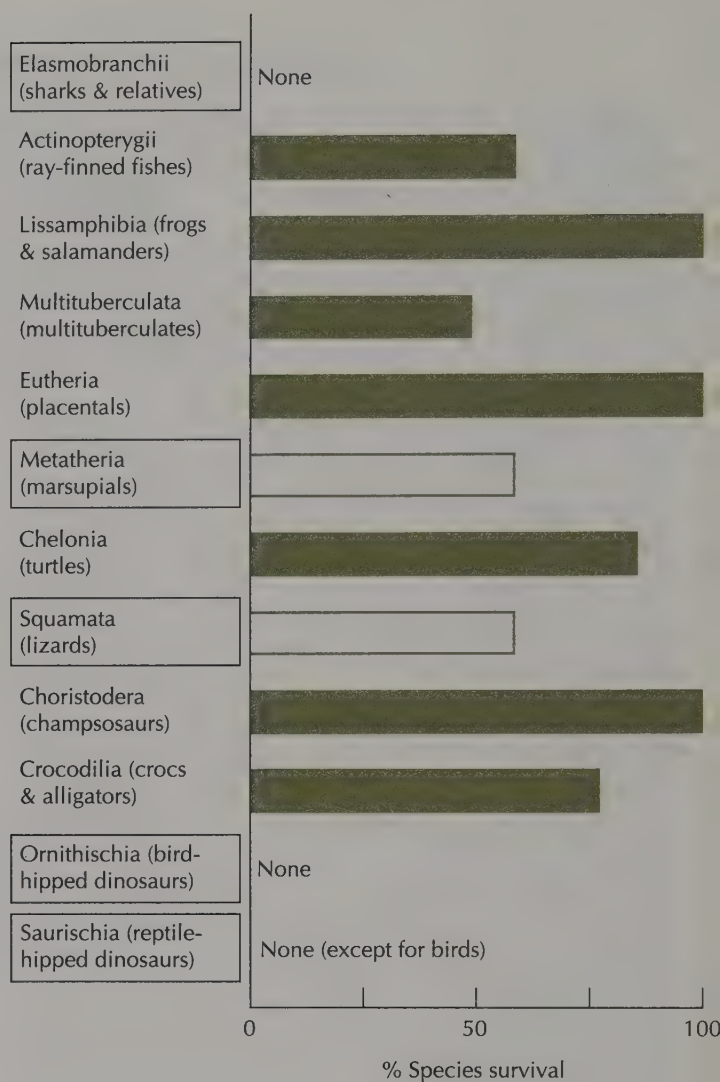 Elasmobranchii
(sharks & relatives)
None
Actinopterygii
(ray-finned fishes)
Lissamphibia (frogs
& salamanders)
Multituberculata
(multituberculates)
Eutheria
(placentals)
Metatheria
(marsupials)
Chelonia
(turtles)
Squamata
(lizards)
Choristodera
(champsosaurs)
Crocodilia (crocs
& alligators)
Ornithischia (bird-
hipped dinosaurs)
None
Saurischia (reptile-
hipped dinosaurs)
None (except for birds)
0 50 100
% Species survival